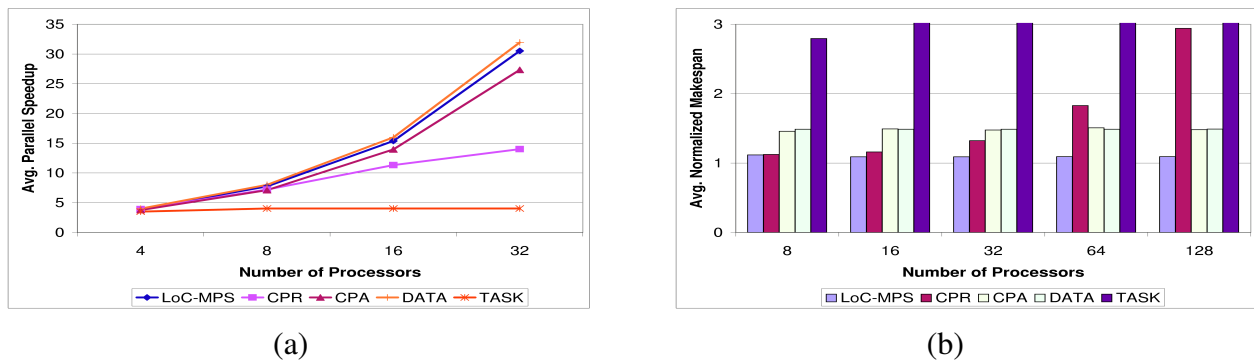 35
30
25
20
15
10
5
0
Avg. Parallel Speedup
4 8 16 32
Number of Processors
LoC-MPS CPR CPA DATA TASK
(a)
3
2
1
0
Avg. Normalized Makespan
8 16 32 64 128
Number of Processors
LoC-MPS CPR CPA DATA TASK
(b)